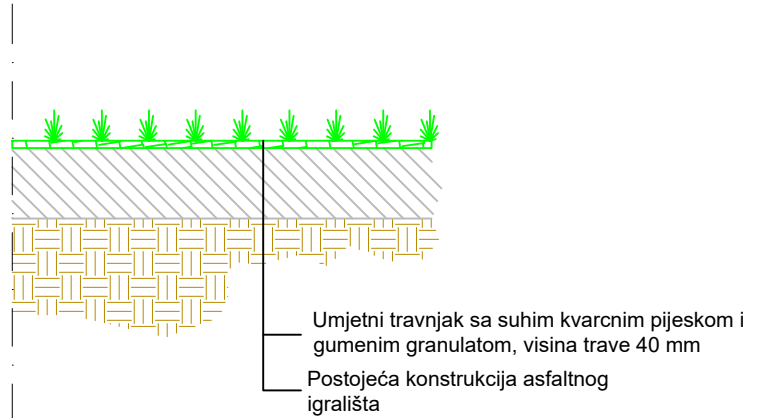 Umjetni travnjak sa suhim kvarcnim pijeskom i
gumenim granulatom, visina trave 40 mm
Postojeća konstrukcija asfaltnog
igrališta